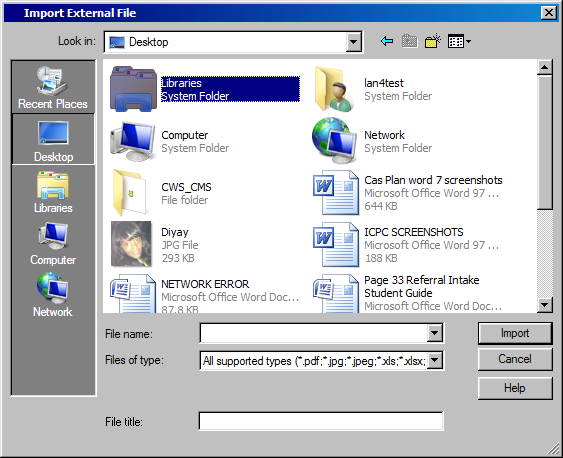 Import External File
Look in:
Desktop
Recent Places
Desktop
Libraries
Computer
Network
Libraries
System Folder
lan4test
System Folder
Computer
System Folder
Network
System Folder
CWS_CMS
File folder
Cas Plan word 7 screenshots
Microsoft Office Word 97 ...
644 KB
Diyay
JPG File
293 KB
ICPC SCREENSHOTS
Microsoft Office Word 97 ...
188 KB
NETWORK ERROR
Microsoft Office Word Doc...
87.8 KB
Page 33 Referral Intake
Student Guide
Microsoft Office Word Doc...
File name:
Import
Files of type:
All supported types (*.pdf;*.jpg;*.jpeg;*.xls;*.xlsx;
Cancel
Help
File title: